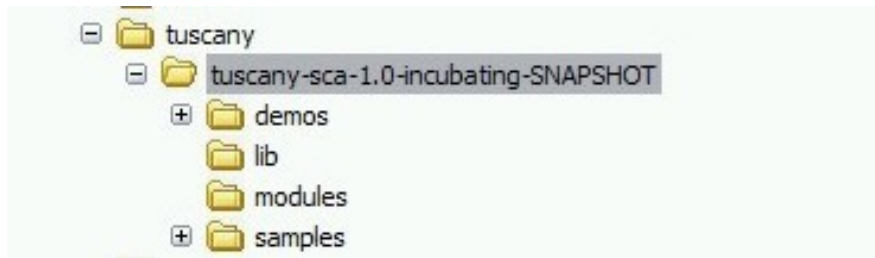 tuscany
tuscany-sca-1.0-incubating-SNAPSHOT
demos
lib
modules
samples